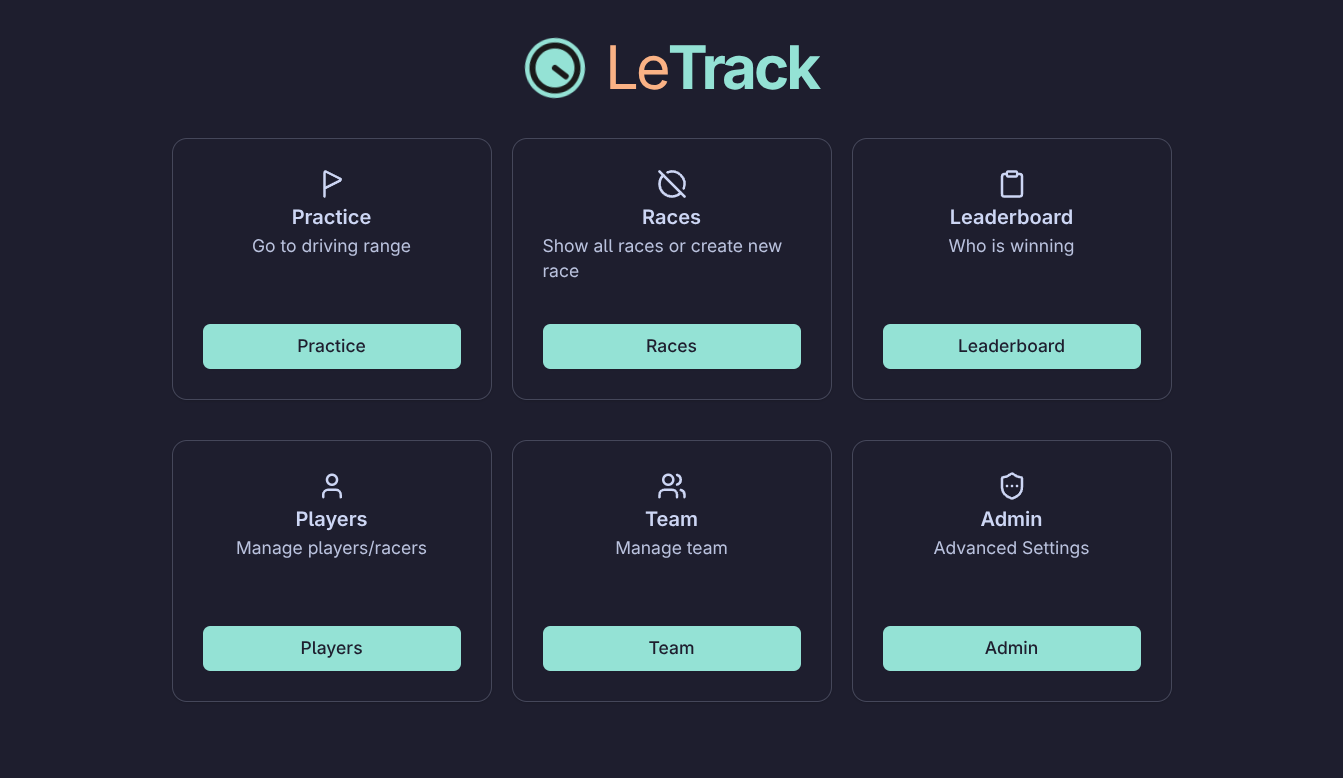 LeTrack
Practice
Go to driving range
Practice
Races
Show all races or create new
race
Races
Leaderboard
Who is winning
Leaderboard
Players
Manage players/racers
Players
Team
Manage team
Team
Admin
Advanced Settings
Admin